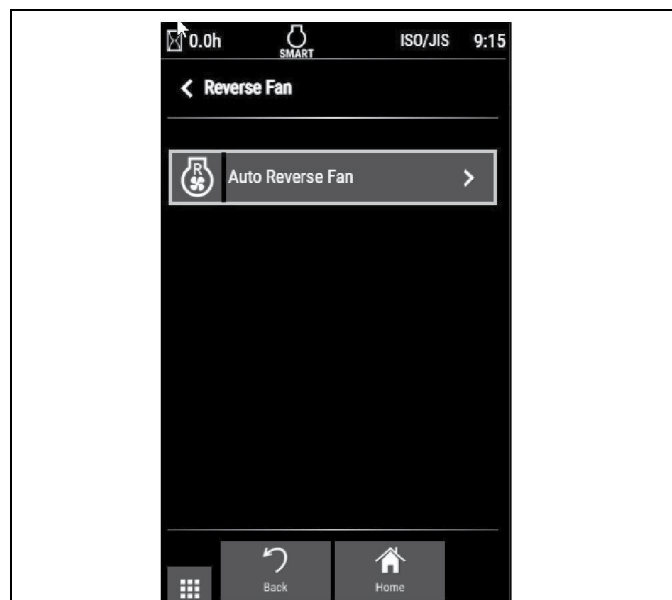 0.0h SMART ISO/JIS 9:15
Reverse Fan
R
Auto Reverse Fan
Back Home